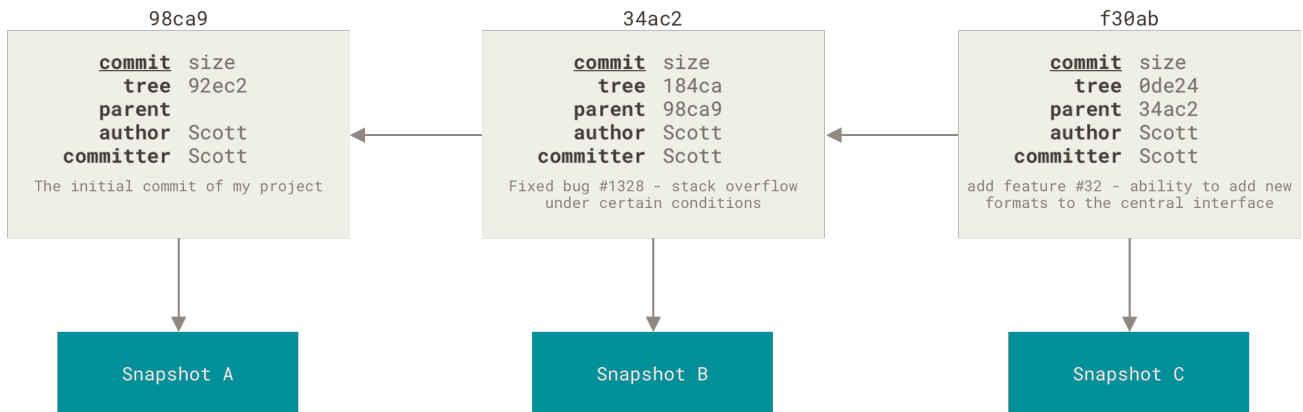 98ca9
commit size
tree 92ec2
parent
author Scott
committer Scott
The initial commit of my project
Snapshot A
34ac2
commit size
tree 184ca
parent 98ca9
author Scott
committer Scott
Fixed bug #1328 - stack overflow
under certain conditions
Snapshot B
f30ab
commit size
tree 0de24
parent 34ac2
author Scott
committer Scott
add feature #32 - ability to add new
formats to the central interface
Snapshot C